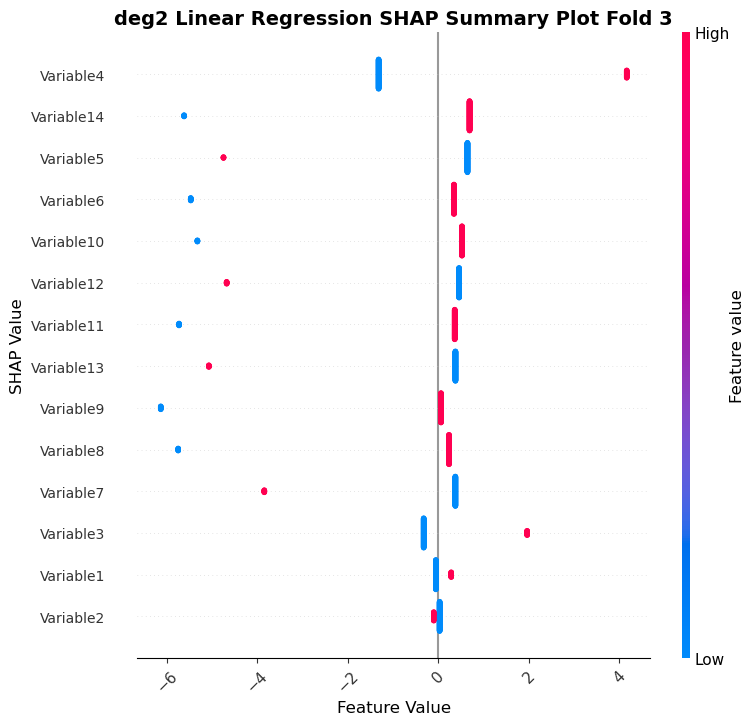 deg2 Linear Regression SHAP Summary Plot Fold 3
High
Variable4
Variable14
Variable5
Variable6
Variable10
Variable12
Variable11
Variable13
Variable9
Variable8
Variable7
Variable3
Variable1
Variable2
SHAP Value
Feature value
Low
−6 −4 −2 0 2 4
Feature Value